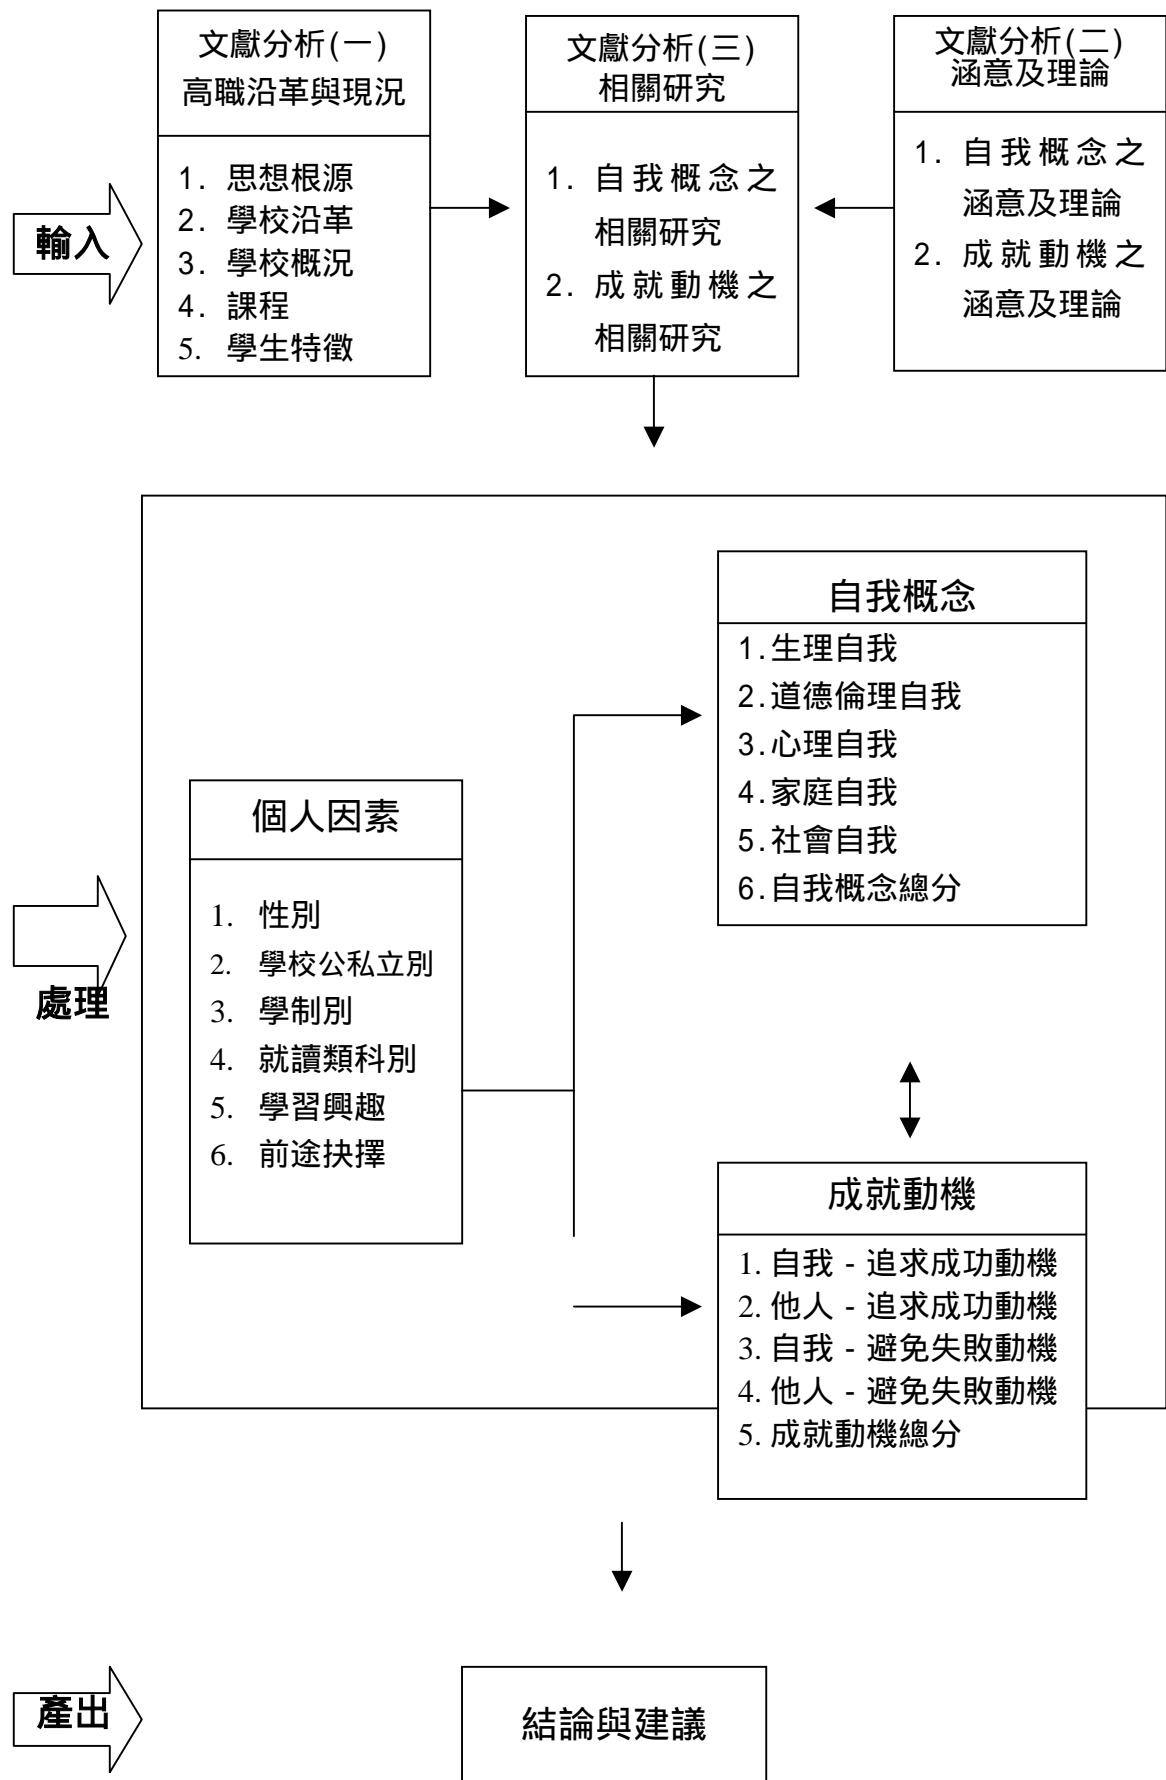 文獻分析(一)
高職沿革與現況
1. 思想根源
2. 學校沿革
3. 學校概況
4. 課程
5. 學生特徵
文獻分析(三)
相關研究
1. 自我概念之
相關研究
2. 成就動機之
相關研究
文獻分析(二)
涵意及理論
1. 自我概念之
涵意及理論
2. 成就動機之
涵意及理論
輸入
自我概念
1.生理自我
2.道德倫理自我
3.心理自我
4.家庭自我
5.社會自我
6.自我概念總分
個人因素
1. 性別
2. 學校公私立別
3. 學制別
4. 就讀類科別
5. 學習興趣
6. 前途抉擇
處理
成就動機
1. 自我 - 追求成功動機
2. 他人 - 追求成功動機
3. 自我 - 避免失敗動機
4. 他人 - 避免失敗動機
5. 成就動機總分
產出
結論與建議